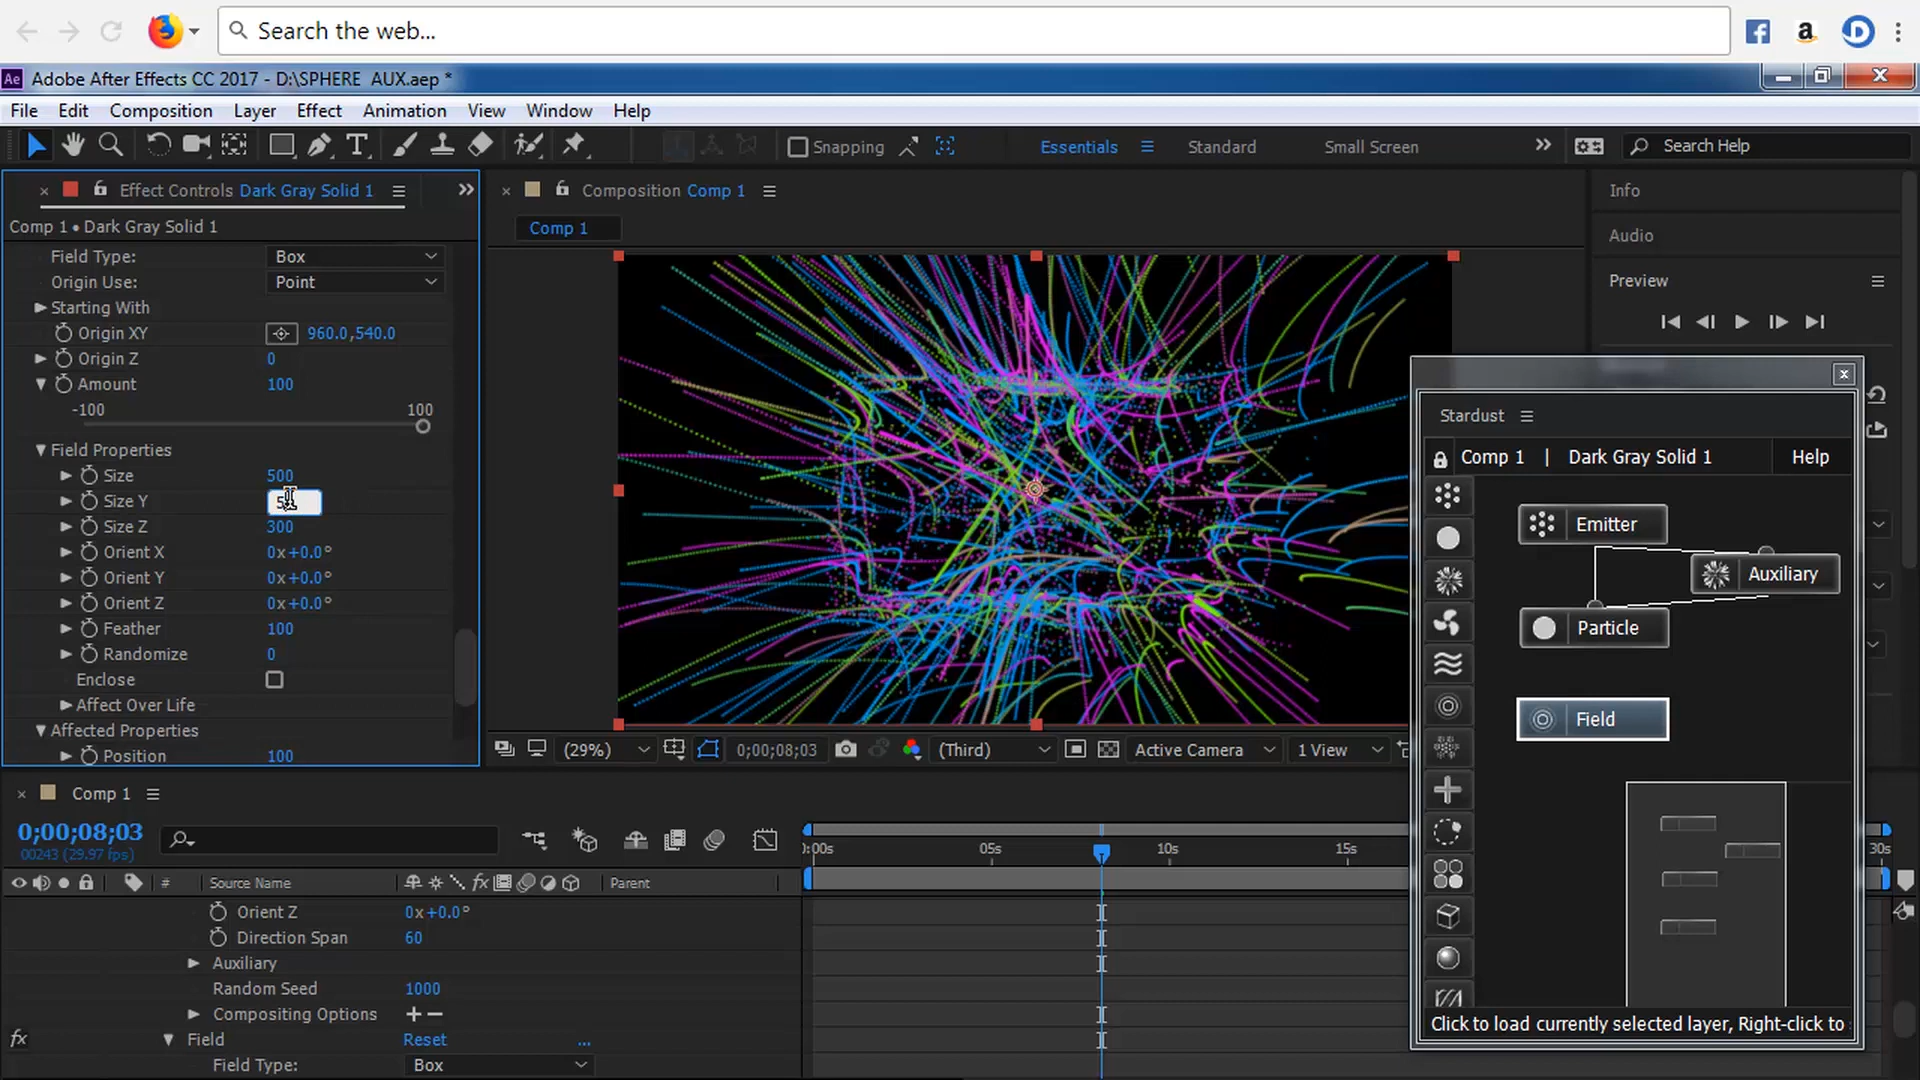 Search the web...
Ae Adobe After Effects CC 2017 - D:\SPHERE AUX.aep *
File Edit Composition Layer Effect Animation View Window Help
Snapping Essentials Standard Small Screen Search Help
Effect Controls Dark Gray Solid 1
Comp 1 • Dark Gray Solid 1
Field Type: Box
Origin Use: Point
Starting With
Origin XY 960.0,540.0
Origin Z 0
Amount 100
-100 100
Field Properties
Size 500
Size Y
Size Z 300
Orient X 0x+0.0°
Orient Y 0x+0.0°
Orient Z 0x+0.0°
Feather 100
Randomize 0
Enclose
Affect Over Life
Affected Properties
Position 100
Composition Comp 1
Comp 1
(29%) 0;00;08;03 (Third) Active Camera 1 View
Info
Audio
Preview
Stardust
Comp 1 | Dark Gray Solid 1 Help
Emitter
Auxiliary
Particle
Field
Click to load currently selected layer, Right-click to
Comp 1
0;00;08;03
00243 (29.97 fps)
:00s 05s 10s 15s 30s
# Source Name Parent
Orient Z 0x+0.0°
Direction Span 60
Auxiliary
Random Seed 1000
Compositing Options + −
fx Field Reset ...
Field Type: Box